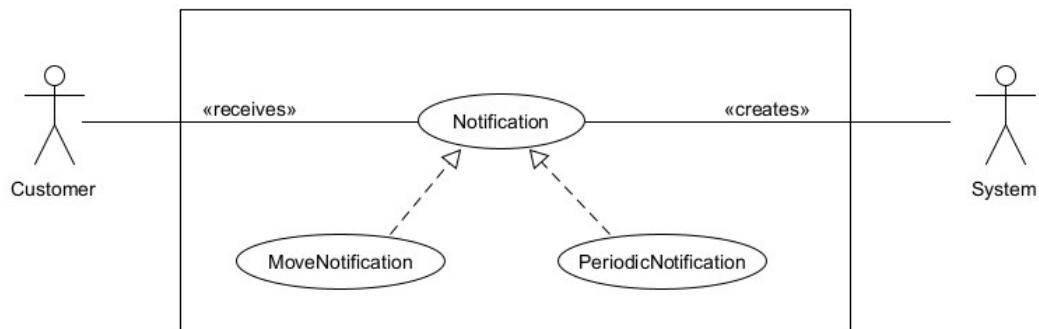 «receives»
Notification
«creates»
Customer
System
MoveNotification
PeriodicNotification